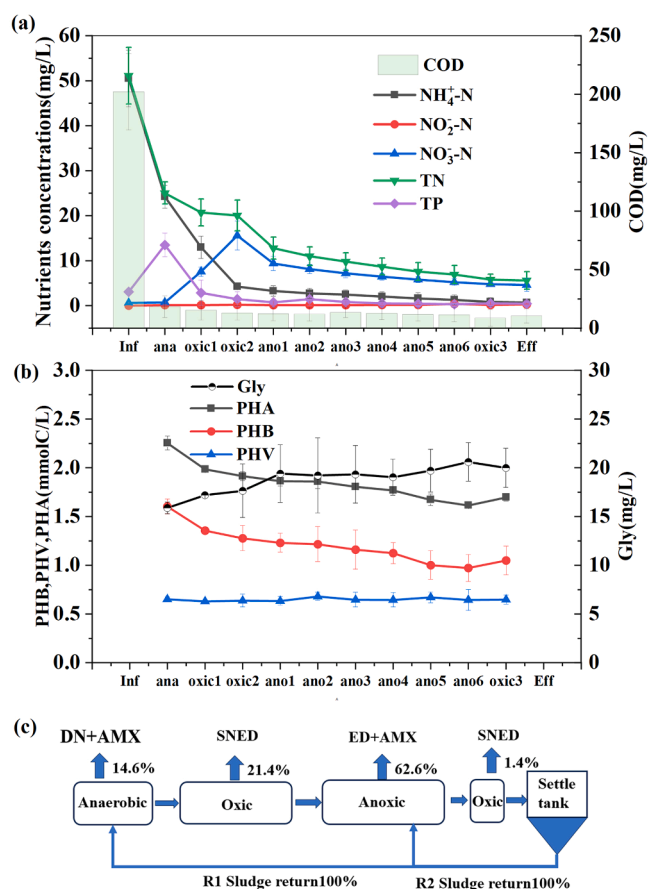 (a)
60
50
40
30
20
10
0
Nutrients concentrations(mg/L)
250
200
150
100
50
0
COD(mg/L)
COD
NH₄⁺-N
NO₂⁻-N
NO₃⁻-N
TN
TP
Inf ana oxic1 oxic2 ano1 ano2 ano3 ano4 ano5 ano6 oxic3 Eff
(b)
3.0
2.5
2.0
1.5
1.0
0.5
0.0
PHB,PHV,PHA(mmolC/L)
30
25
20
15
10
5
0
Gly(mg/L)
Gly
PHA
PHB
PHV
Inf ana oxic1 oxic2 ano1 ano2 ano3 ano4 ano5 ano6 oxic3 Eff
(c)
DN+AMX SNED ED+AMX SNED
14.6% 21.4% 62.6% 1.4%
Anaerobic Oxic Anoxic Oxic Settle
tank
R1 Sludge return100% R2 Sludge return100%